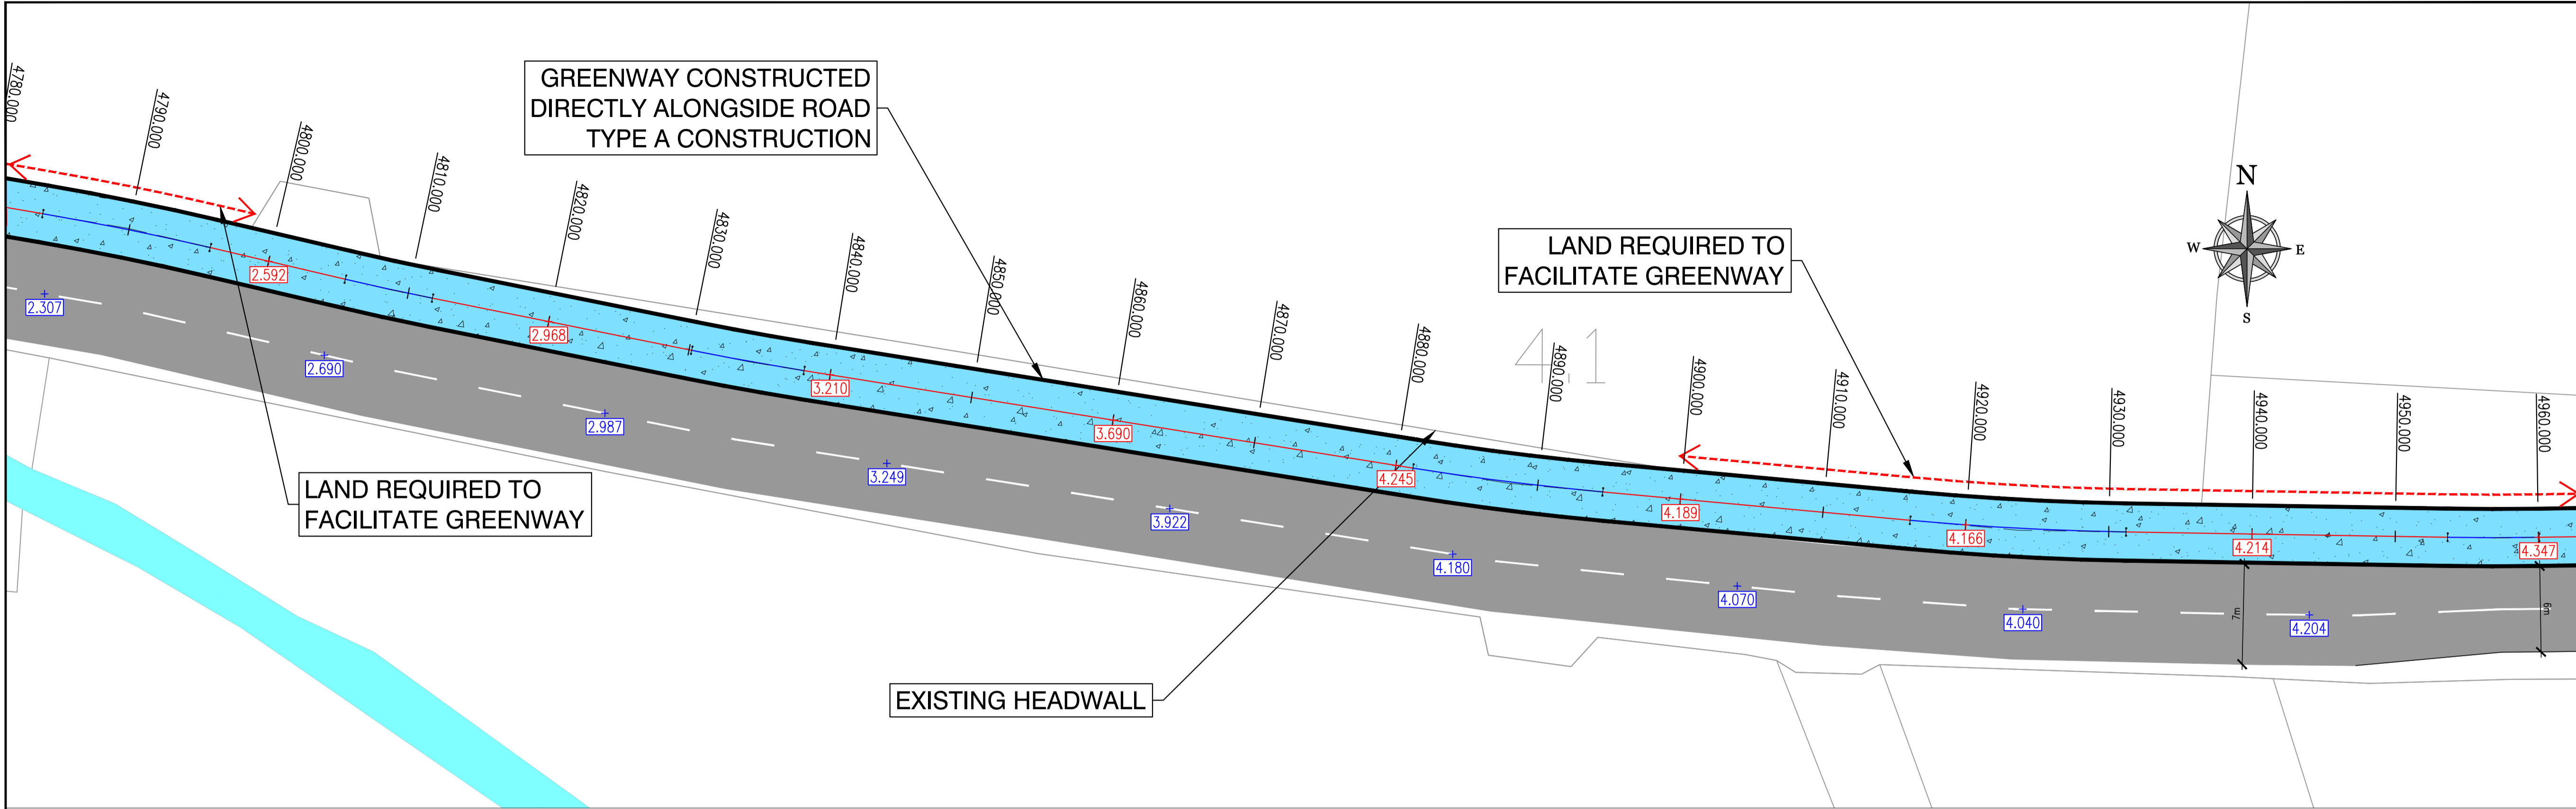 4780.000
4790.000
4800.000
4810.000
4820.000
4830.000
4840.000
4850.000
4860.000
4870.000
4880.000
4890.000
4900.000
4910.000
4920.000
4930.000
4940.000
4950.000
4960.000
GREENWAY CONSTRUCTED
DIRECTLY ALONGSIDE ROAD
TYPE A CONSTRUCTION
LAND REQUIRED TO
FACILITATE GREENWAY
N
W
E
S
4.1
2.592
2.968
3.210
3.690
4.245
4.189
4.166
4.214
4.347
2.307
2.690
2.987
3.249
3.922
4.180
4.070
4.040
4.204
7m
6m
LAND REQUIRED TO
FACILITATE GREENWAY
EXISTING HEADWALL